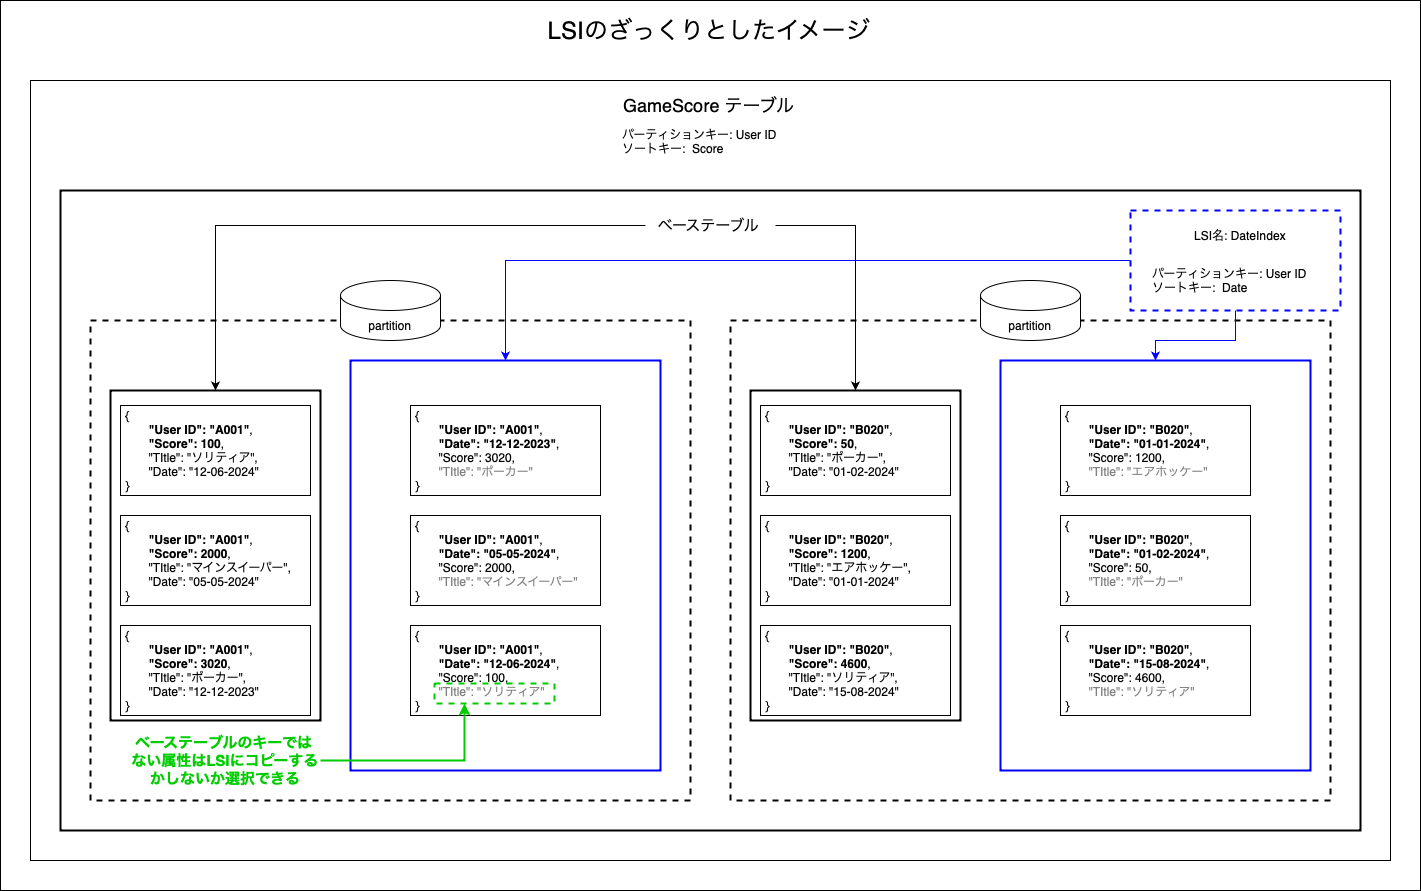 LSIのざっくりとしたイメージ
GameScore テーブル
パーティションキー: User ID
ソートキー: Score
ベーステーブル
LSI名: DateIndex
パーティションキー: User ID
ソートキー: Date
partition
{
"User ID": "A001",
"Score": 100,
"TItle": "ソリティア",
"Date": "12-06-2024"
}
{
"User ID": "A001",
"Score": 2000,
"TItle": "マインスイーパー",
"Date": "05-05-2024"
}
{
"User ID": "A001",
"Score": 3020,
"TItle": "ポーカー",
"Date": "12-12-2023"
}
{
"User ID": "A001",
"Date": "12-12-2023",
"Score": 3020,
"TItle": "ポーカー"
}
{
"User ID": "A001",
"Date": "05-05-2024",
"Score": 2000,
"TItle": "マインスイーパー"
}
{
"User ID": "A001",
"Date": "12-06-2024",
"Score": 100,
"TItle": "ソリティア"
}
ベーステーブルのキーでは
ない属性はLSIにコピーする
かしないか選択できる
partition
{
"User ID": "B020",
"Score": 50,
"TItle": "ポーカー",
"Date": "01-02-2024"
}
{
"User ID": "B020",
"Score": 1200,
"TItle": "エアホッケー",
"Date": "01-01-2024"
}
{
"User ID": "B020",
"Score": 4600,
"TItle": "ソリティア",
"Date": "15-08-2024"
}
{
"User ID": "B020",
"Date": "01-01-2024",
"Score": 1200,
"TItle": "エアホッケー"
}
{
"User ID": "B020",
"Date": "01-02-2024",
"Score": 50,
"TItle": "ポーカー"
}
{
"User ID": "B020",
"Date": "15-08-2024",
"Score": 4600,
"TItle": "ソリティア"
}